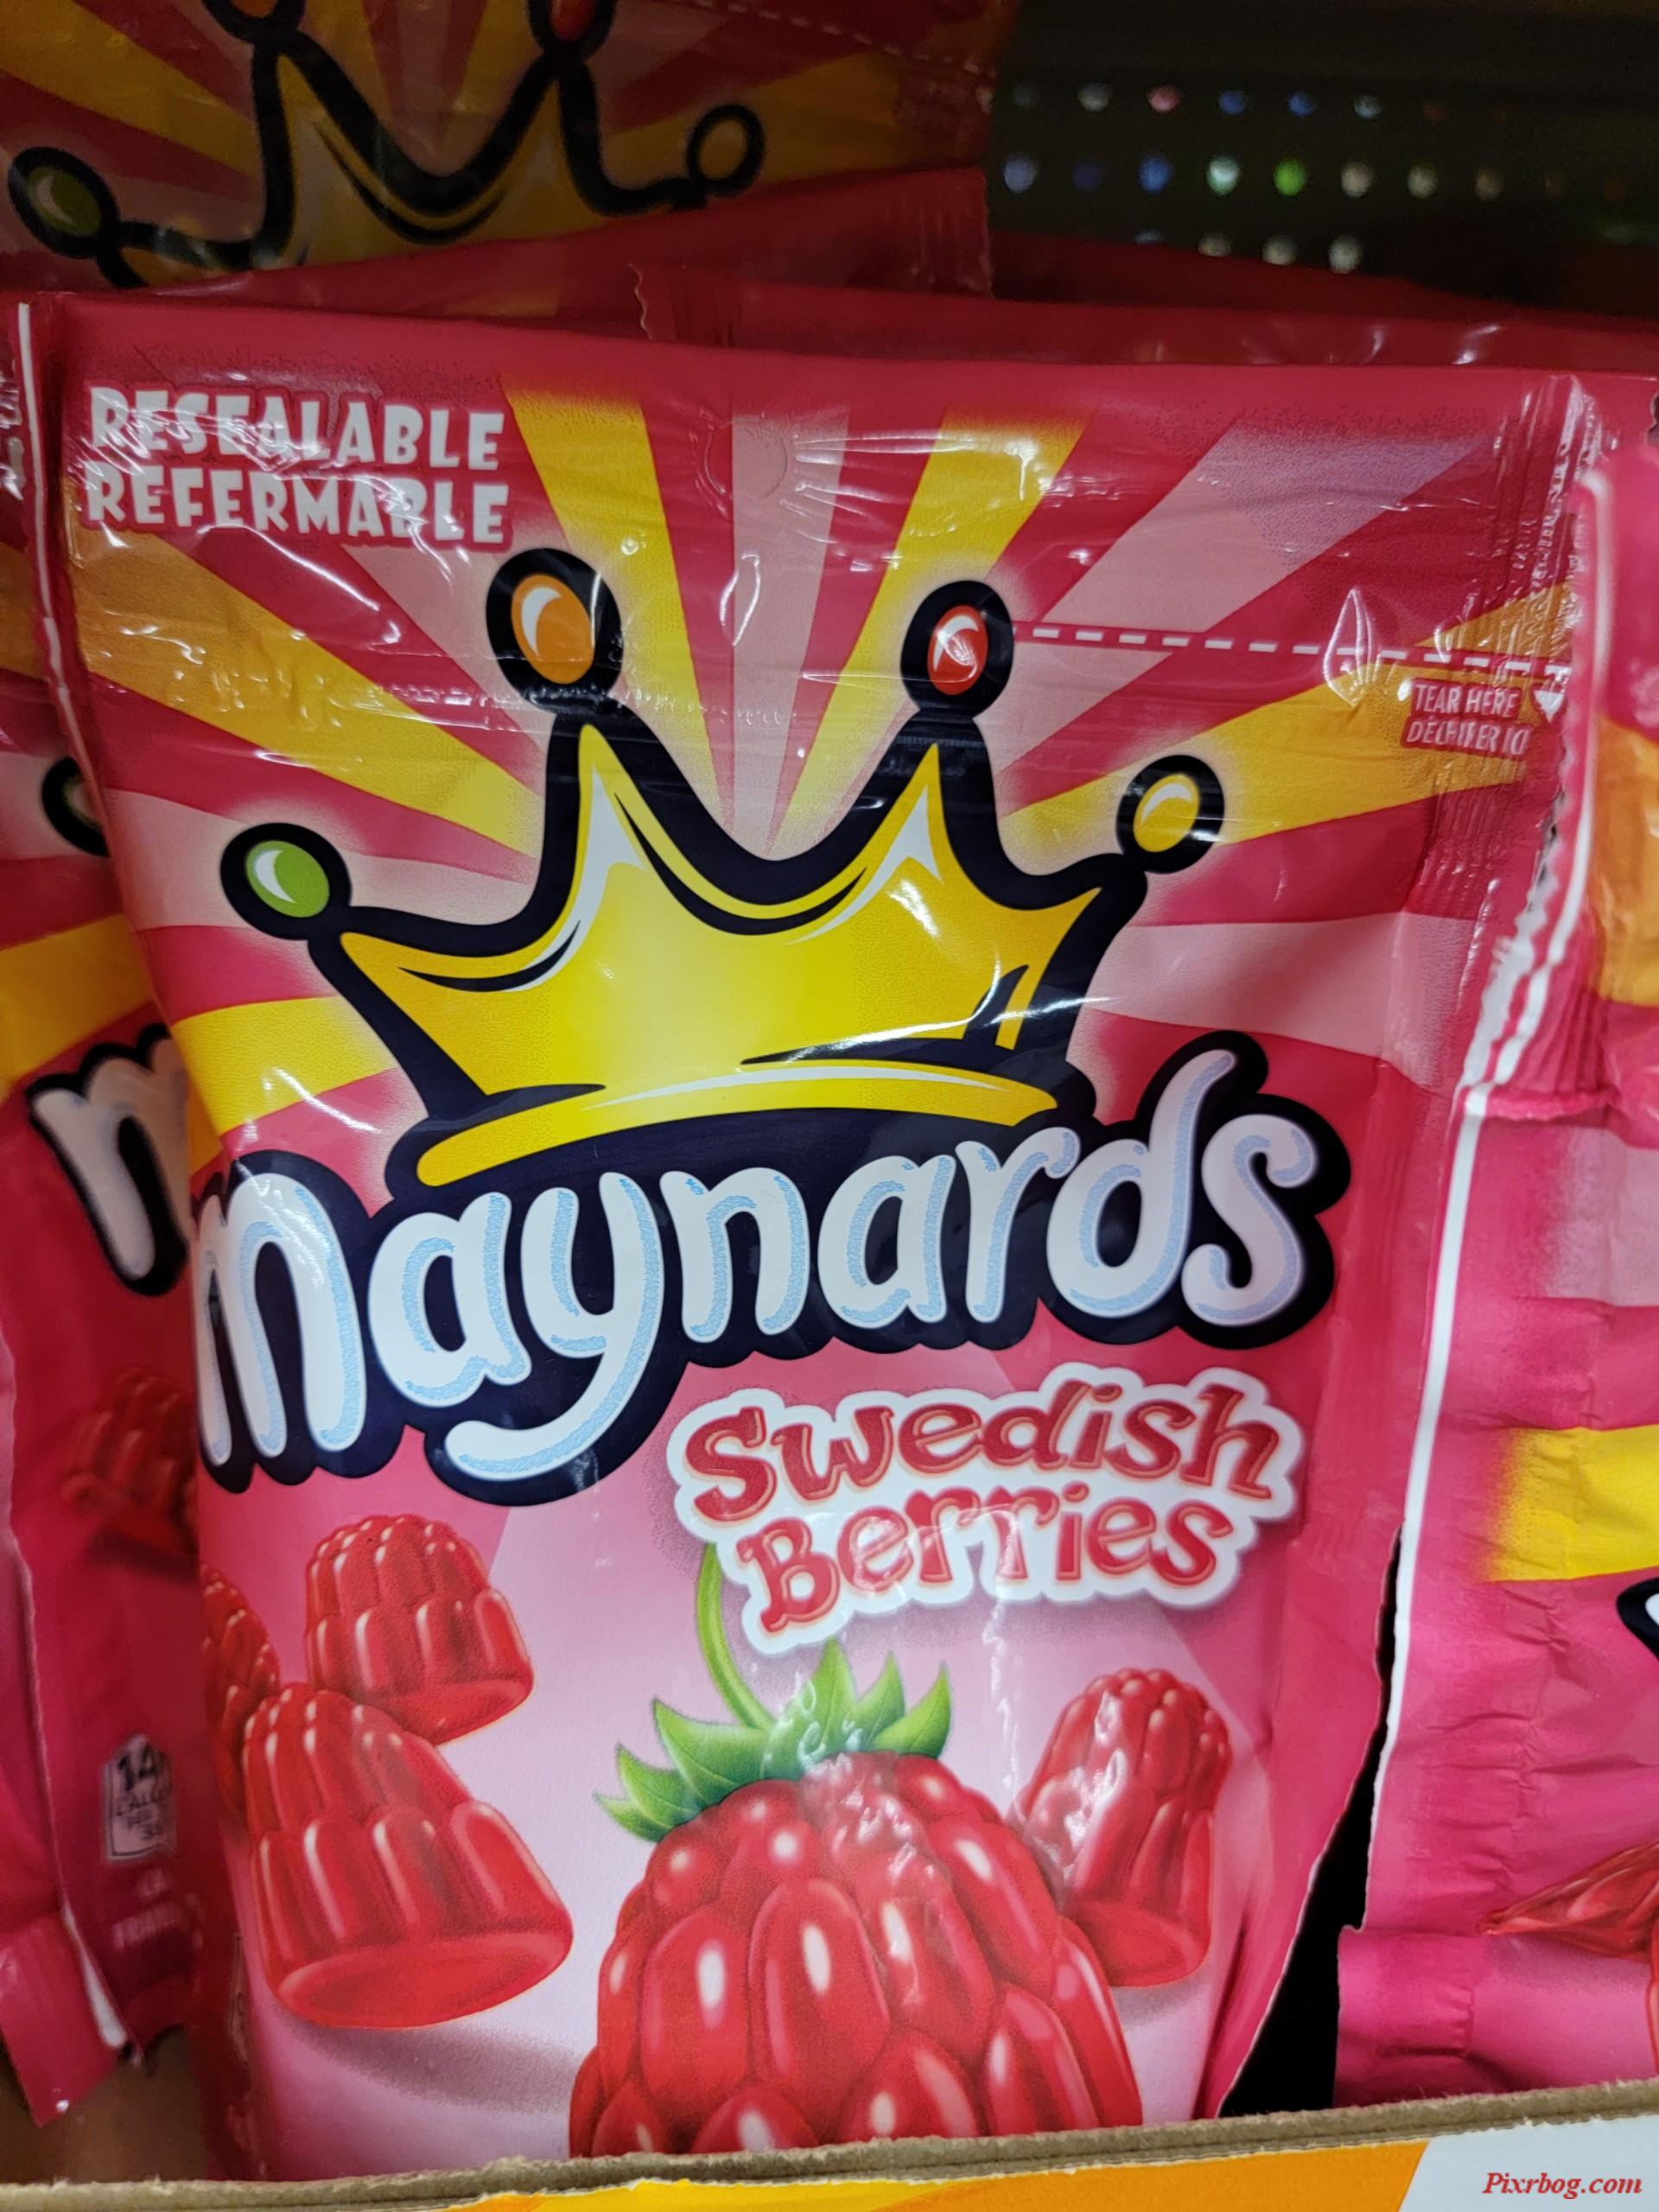 RESEALABLE
REFERMABLE
TEAR HERE
DÉCHIRER ICI
maynards
Swedish
Berries
Pixrbog.com